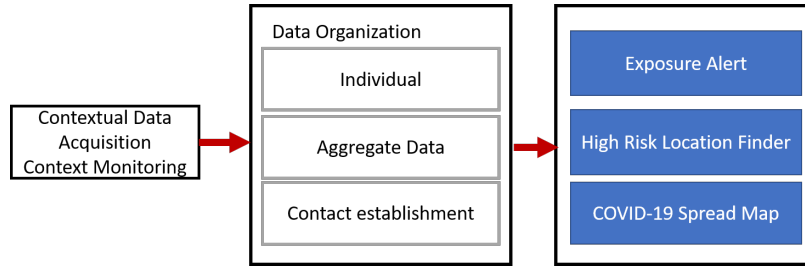 Contextual Data
Acquisition
Context Monitoring
Data Organization
Individual
Aggregate Data
Contact establishment
Exposure Alert
High Risk Location Finder
COVID-19 Spread Map